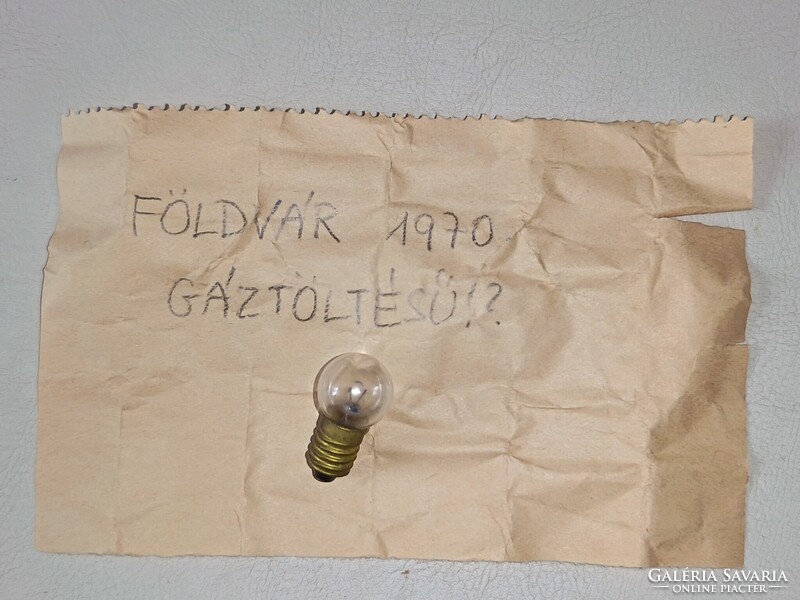 FÖLDVÁR 1970
GÁZTÖLTÉSŰ!?
GALÉRIA SAVARIA
ONLINE PIACTÉR